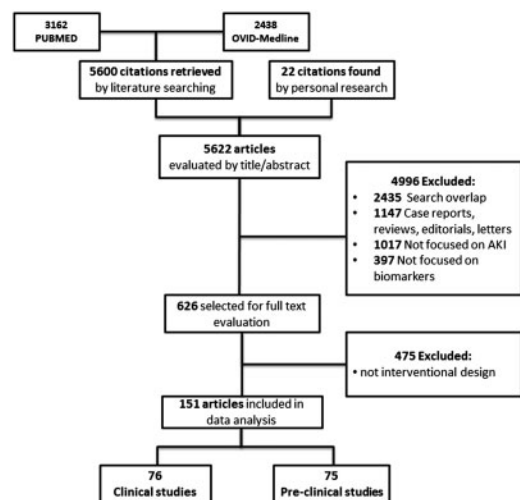 3162
PUBMED
2438
OVID-Medline
5600 citations retrieved
by literature searching
22 citations found
by personal research
5622 articles
evaluated by title/abstract
4996 Excluded:
• 2435 Search overlap
• 1147 Case reports,
reviews, editorials, letters
• 1017 Not focused on AKI
• 397 Not focused on
biomarkers
626 selected for full text
evaluation
475 Excluded:
• not interventional design
151 articles included in
data analysis
76
Clinical studies
75
Pre-clinical studies